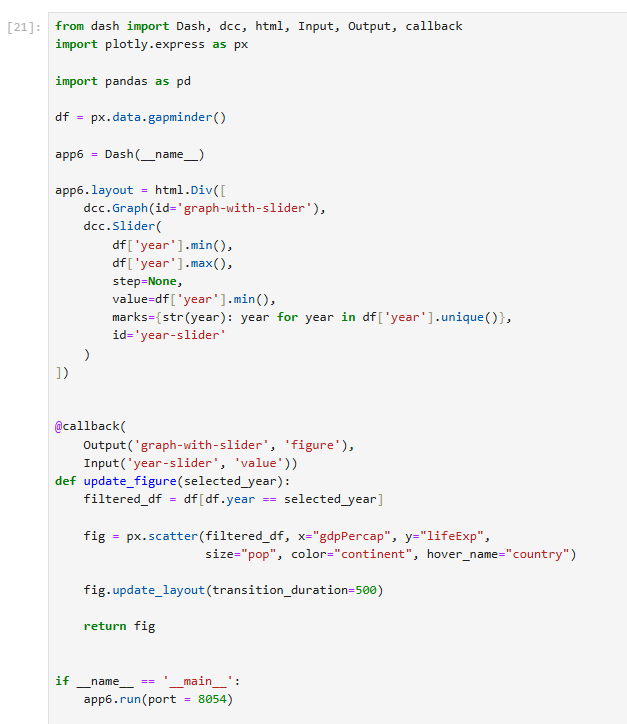 [21]: from dash import Dash, dcc, html, Input, Output, callback
import plotly.express as px

import pandas as pd

df = px.data.gapminder()

app6 = Dash(__name__)

app6.layout = html.Div([
    dcc.Graph(id='graph-with-slider'),
    dcc.Slider(
        df['year'].min(),
        df['year'].max(),
        step=None,
        value=df['year'].min(),
        marks={str(year): year for year in df['year'].unique()},
        id='year-slider'
    )
])


@callback(
    Output('graph-with-slider', 'figure'),
    Input('year-slider', 'value'))
def update_figure(selected_year):
    filtered_df = df[df.year == selected_year]

    fig = px.scatter(filtered_df, x="gdpPercap", y="lifeExp",
                     size="pop", color="continent", hover_name="country")

    fig.update_layout(transition_duration=500)

    return fig


if __name__ == '__main__':
    app6.run(port = 8054)